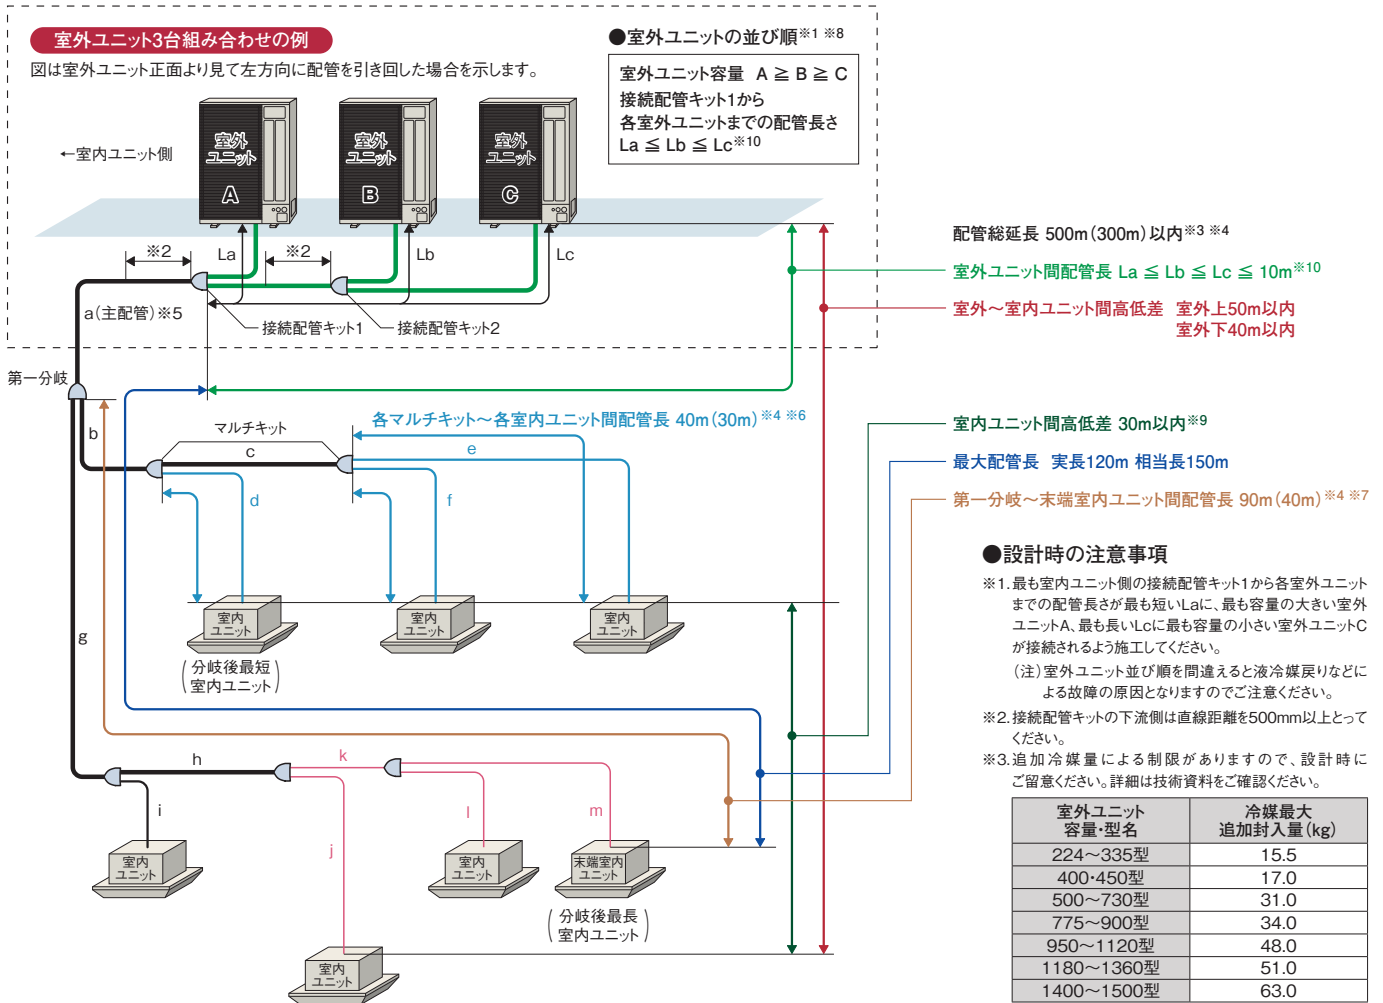 室外ユニット3台組み合わせの例
図は室外ユニット正面より見て左方向に配管を引き回した場合を示します。
●室外ユニットの並び順※1 ※8
室外ユニット容量 A ≧ B ≧ C
接続配管キット1から
各室外ユニットまでの配管長さ
La ≦ Lb ≦ Lc※10
←室内ユニット側
室外
ユニット
A
室外
ユニット
B
室外
ユニット
C
※2
La
※2
Lb
Lc
a(主配管)※5
接続配管キット1
接続配管キット2
配管総延長 500m(300m)以内※3 ※4
室外ユニット間配管長 La ≦ Lb ≦ Lc ≦ 10m※10
室外～室内ユニット間高低差 室外上50m以内
室外下40m以内
第一分岐
b
マルチキット
c
各マルチキット～各室内ユニット間配管長 40m(30m)※4 ※6
d
e
f
g
室内ユニット間高低差 30m以内※9
最大配管長 実長120m 相当長150m
第一分岐～末端室内ユニット間配管長 90m(40m)※4 ※7
室内
ユニット
(分岐後最短
室内ユニット)
室内
ユニット
室内
ユニット
h
i
j
k
l
m
室内
ユニット
室内
ユニット
末端室内
ユニット
(分岐後最長
室内ユニット)
室内
ユニット
●設計時の注意事項
※1.最も室内ユニット側の接続配管キット1から各室外ユニット
までの配管長さが最も短いLaに、最も容量の大きい室外
ユニットA、最も長いLcに最も容量の小さい室外ユニットC
が接続されるよう施工してください。
(注)室外ユニット並び順を間違えると液冷媒戻りなどに
よる故障の原因となりますのでご注意ください。
※2.接続配管キットの下流側は直線距離を500mm以上とって
ください。
※3.追加冷媒量による制限がありますので、設計時に
ご留意ください。詳細は技術資料をご確認ください。
室外ユニット
容量・型名
冷媒最大
追加封入量(kg)
224～335型 15.5
400・450型 17.0
500～730型 31.0
775～900型 34.0
950～1120型 48.0
1180～1360型 51.0
1400～1500型 63.0